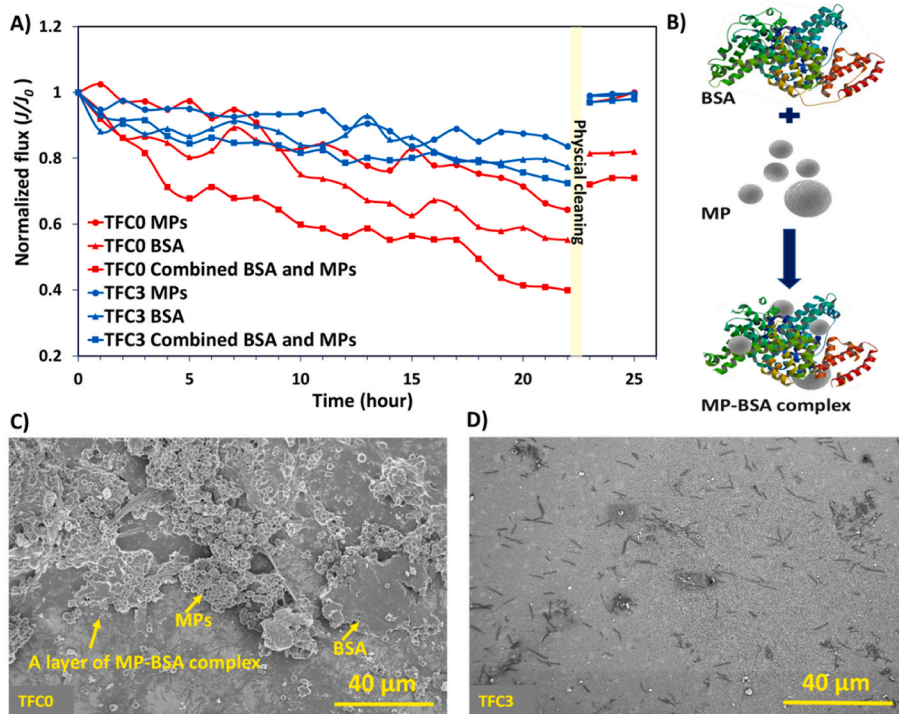 A)
1.2
1
0.8
0.6
0.4
0.2
Normalized flux (J/J0)
TFC0 MPs
TFC0 BSA
TFC0 Combined BSA and MPs
TFC3 MPs
TFC3 BSA
TFC3 Combined BSA and MPs
Physcial cleaning
0 5 10 15 20 25
Time (hour)
B)
BSA
+
MP
MP-BSA complex
C)
MPs
BSA
A layer of MP-BSA complex
40 µm
TFC0
D)
40 µm
TFC3